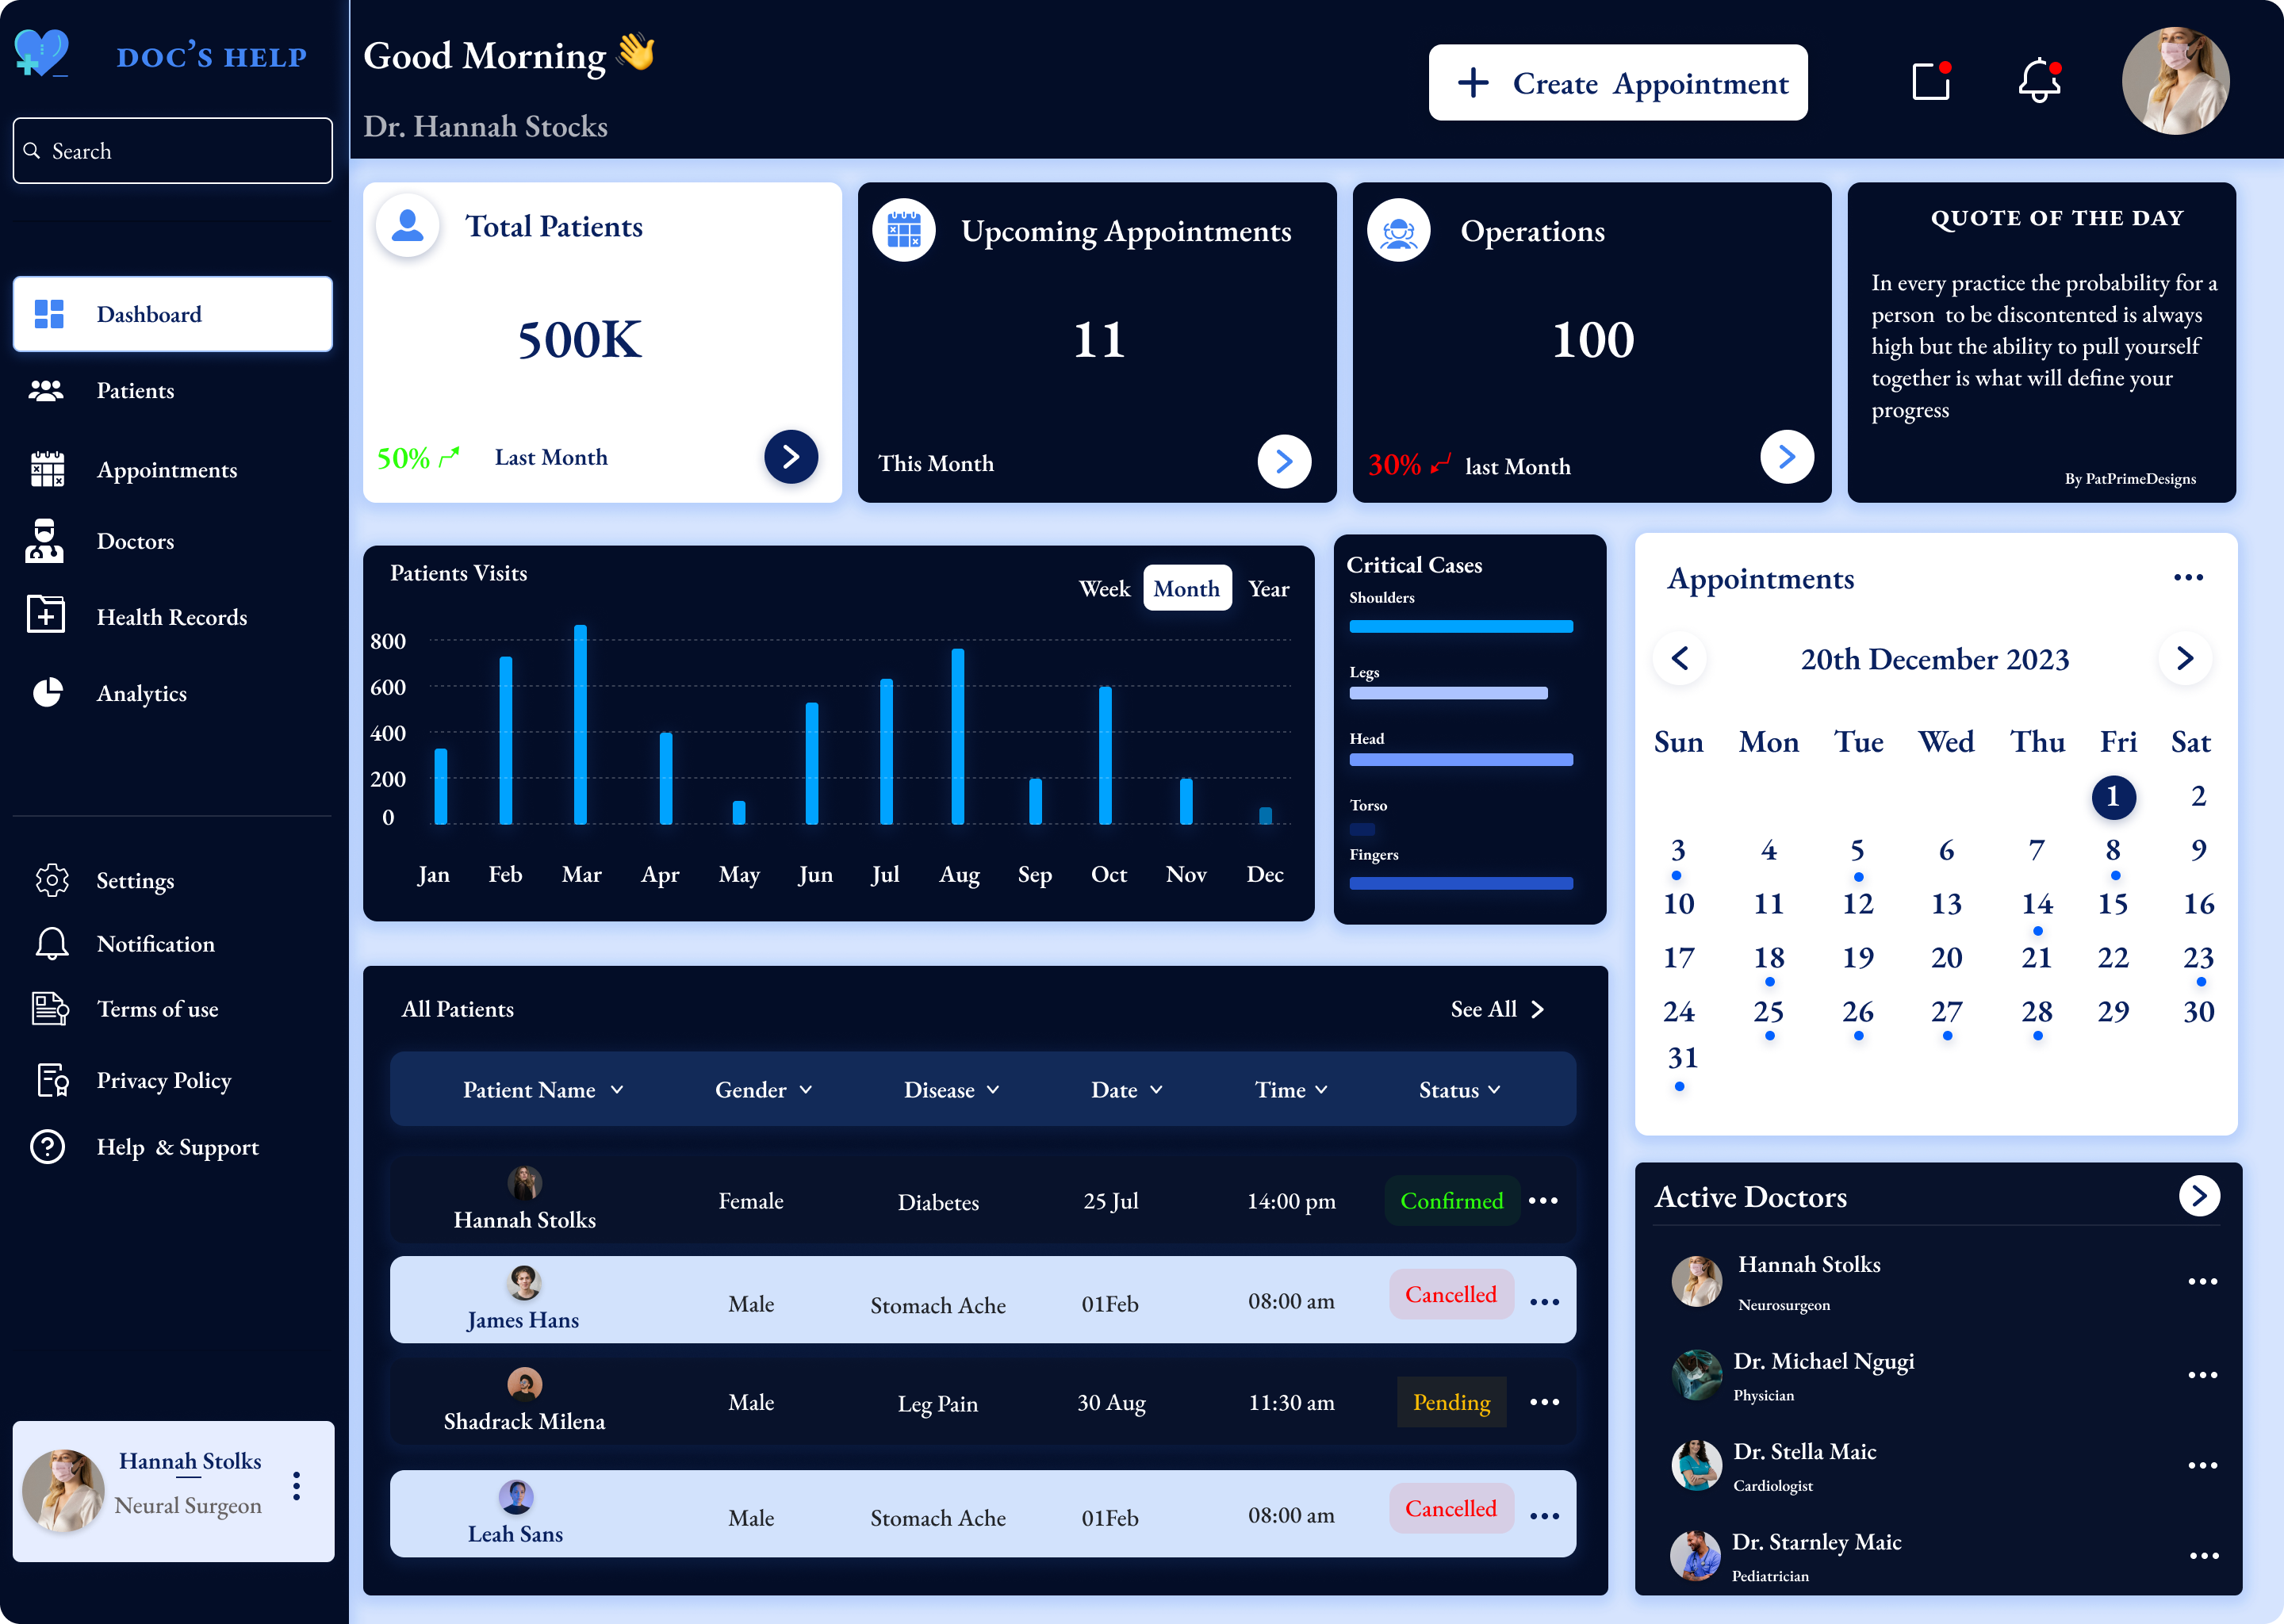 DOC'S HELP
Search
Dashboard
Patients
Appointments
Doctors
Health Records
Analytics
Settings
Notification
Terms of use
Privacy Policy
Help & Support
Hannah Stolks
Neural Surgeon
Good Morning 👋
Dr. Hannah Stocks
+ Create Appointment
Total Patients
500K
50% Last Month
Upcoming Appointments
11
This Month
Operations
100
30% last Month
QUOTE OF THE DAY
In every practice the probability for a
person to be discontented is always
high but the ability to pull yourself
together is what will define your
progress
By PatPrimeDesigns
Patients Visits
Week Month Year
800
600
400
200
0
Jan Feb Mar Apr May Jun Jul Aug Sep Oct Nov Dec
Critical Cases
Shoulders
Legs
Head
Torso
Fingers
Appointments
20th December 2023
Sun Mon Tue Wed Thu Fri Sat
1 2
3 4 5 6 7 8 9
10 11 12 13 14 15 16
17 18 19 20 21 22 23
24 25 26 27 28 29 30
31
All Patients
See All
Patient Name Gender Disease Date Time Status
Hannah Stolks Female Diabetes 25 Jul 14:00 pm Confirmed
James Hans Male Stomach Ache 01Feb 08:00 am Cancelled
Shadrack Milena Male Leg Pain 30 Aug 11:30 am Pending
Leah Sans Male Stomach Ache 01Feb 08:00 am Cancelled
Active Doctors
Hannah Stolks
Neurosurgeon
Dr. Michael Ngugi
Physician
Dr. Stella Maic
Cardiologist
Dr. Starnley Maic
Pediatrician